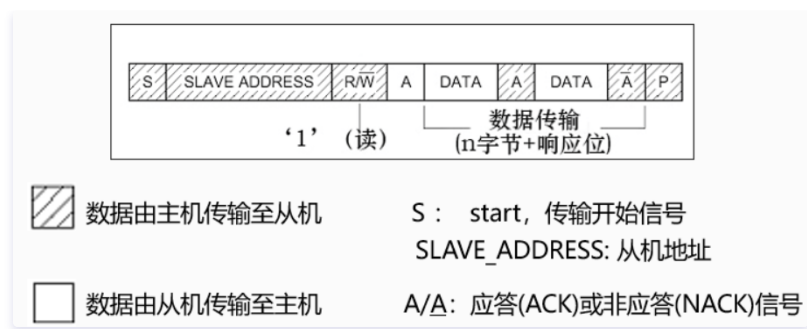 S SLAVE ADDRESS R/W̅ A DATA A DATA A̅ P
'1' (读) 数据传输
(n字节+响应位)
数据由主机传输至从机 S： start，传输开始信号
SLAVE_ADDRESS: 从机地址
数据由从机传输至主机 A/A̲：应答(ACK)或非应答(NACK)信号